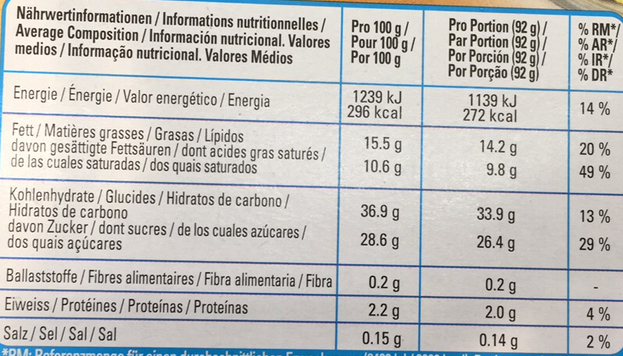 Nährwertinformationen / Informations nutritionnelles /
Average Composition / Información nutricional. Valores
medios / Informação nutricional. Valores Médios
Pro 100 g /
Pour 100 g /
Por 100 g
Pro Portion (92 g) /
Par Portion (92 g) /
Por Porción (92 g) /
Por Porção (92 g)
% RM*/
% AR*/
% IR*/
% DR*
Energie / Énergie / Valor energético / Energia
1239 kJ 1139 kJ
296 kcal 272 kcal
14 %
Fett / Matières grasses / Grasas / Lípidos
15.5 g 14.2 g 20 %
davon gesättigte Fettsäuren / dont acides gras saturés /
de las cuales saturadas / dos quais saturados
10.6 g 9.8 g 49 %
Kohlenhydrate / Glucides / Hidratos de carbono /
Hidratos de carbono
36.9 g 33.9 g 13 %
davon Zucker / dont sucres / de los cuales azúcares /
dos quais açúcares
28.6 g 26.4 g 29 %
Ballaststoffe / Fibres alimentaires / Fibra alimentaria / Fibra 0.2 g 0.2 g -
Eiweiss / Protéines / Proteínas / Proteínas 2.2 g 2.0 g 4 %
Salz / Sel / Sal / Sal 0.15 g 0.14 g 2 %
*RM: Referenzmenge für einen durchschnittlichen